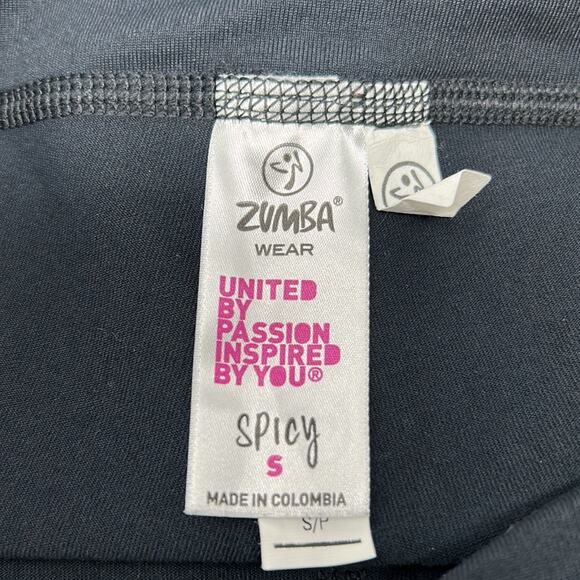 ZUMBA®
WEAR
UNITED
BY
PASSION
INSPIRED
BY YOU®
SPICY
S
MADE IN COLOMBIA
S/P